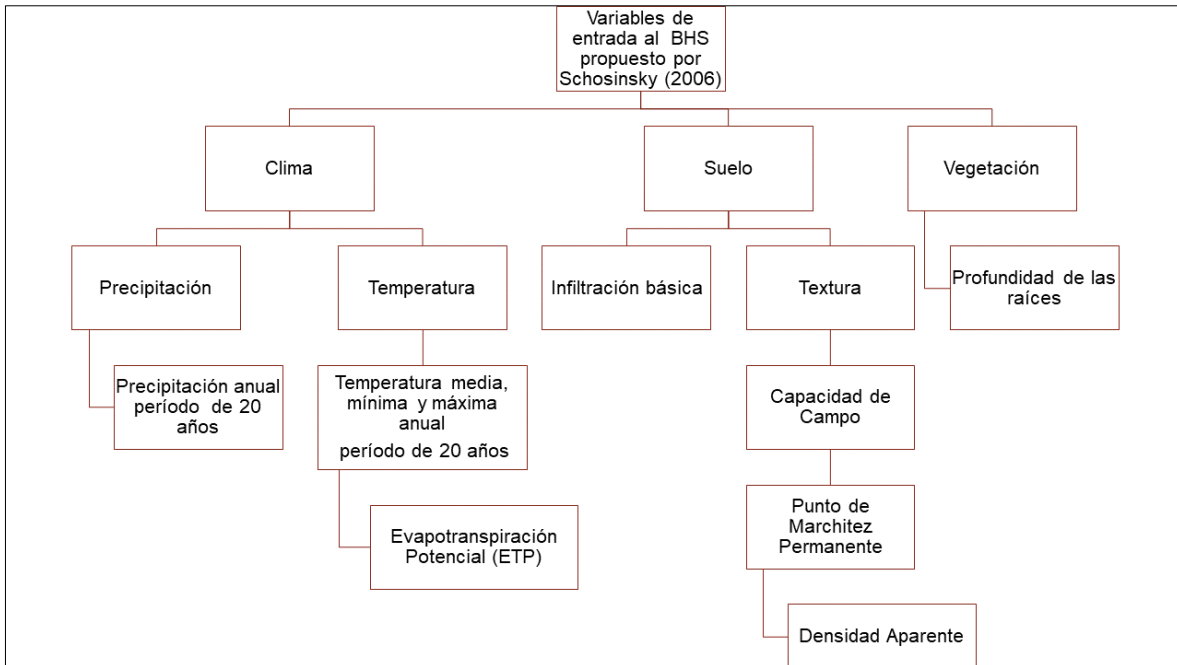 Variables de
entrada al BHS
propuesto por
Schosinsky (2006)
Clima
Suelo
Vegetación
Precipitación
Temperatura
Infiltración básica
Textura
Profundidad de las
raíces
Precipitación anual
período de 20
años
Temperatura media,
mínima y máxima
anual
período de 20 años
Capacidad de
Campo
Evapotranspiración
Potencial (ETP)
Punto de
Marchitez
Permanente
Densidad Aparente